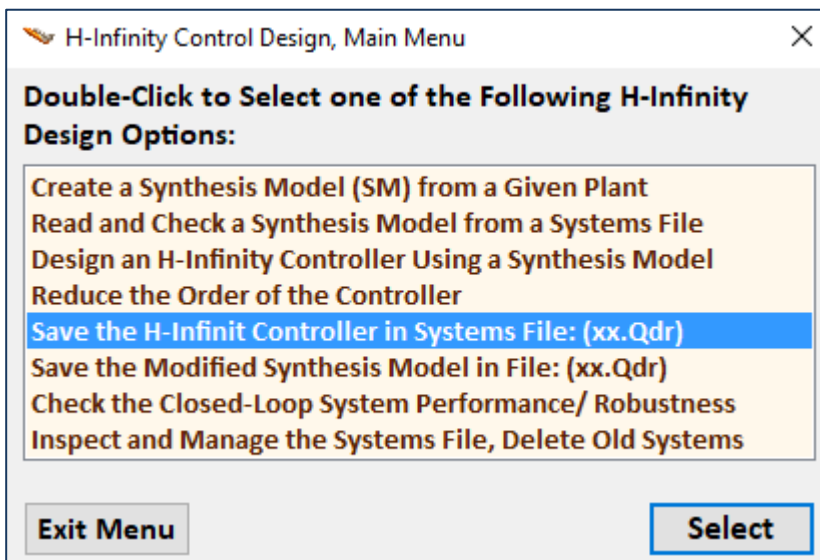 H-Infinity Control Design, Main Menu
Double-Click to Select one of the Following H-Infinity
Design Options:
Create a Synthesis Model (SM) from a Given Plant
Read and Check a Synthesis Model from a Systems File
Design an H-Infinity Controller Using a Synthesis Model
Reduce the Order of the Controller
Save the H-Infinit Controller in Systems File: (xx.Qdr)
Save the Modified Synthesis Model in File: (xx.Qdr)
Check the Closed-Loop System Performance/ Robustness
Inspect and Manage the Systems File, Delete Old Systems
Exit Menu
Select